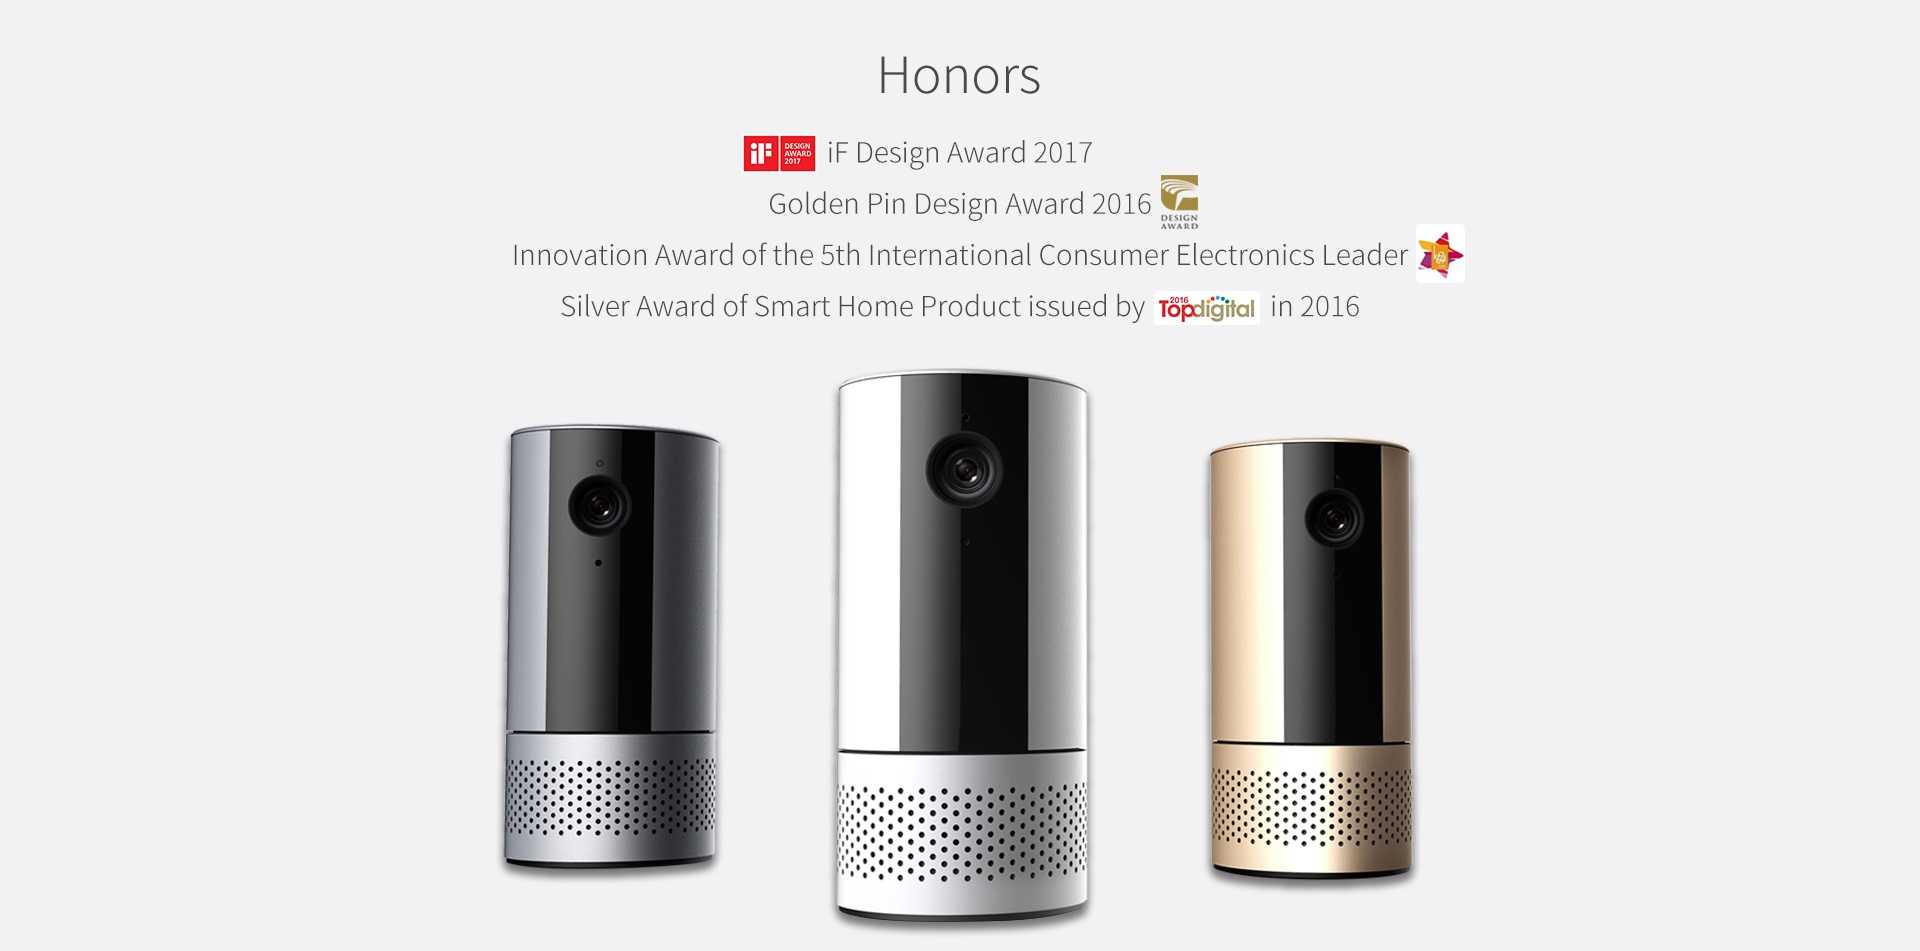 Honors
iF DESIGN AWARD 2017 iF Design Award 2017
Golden Pin Design Award 2016 DESIGN AWARD
Innovation Award of the 5th International Consumer Electronics Leader
Silver Award of Smart Home Product issued by 2016 Topdigital in 2016